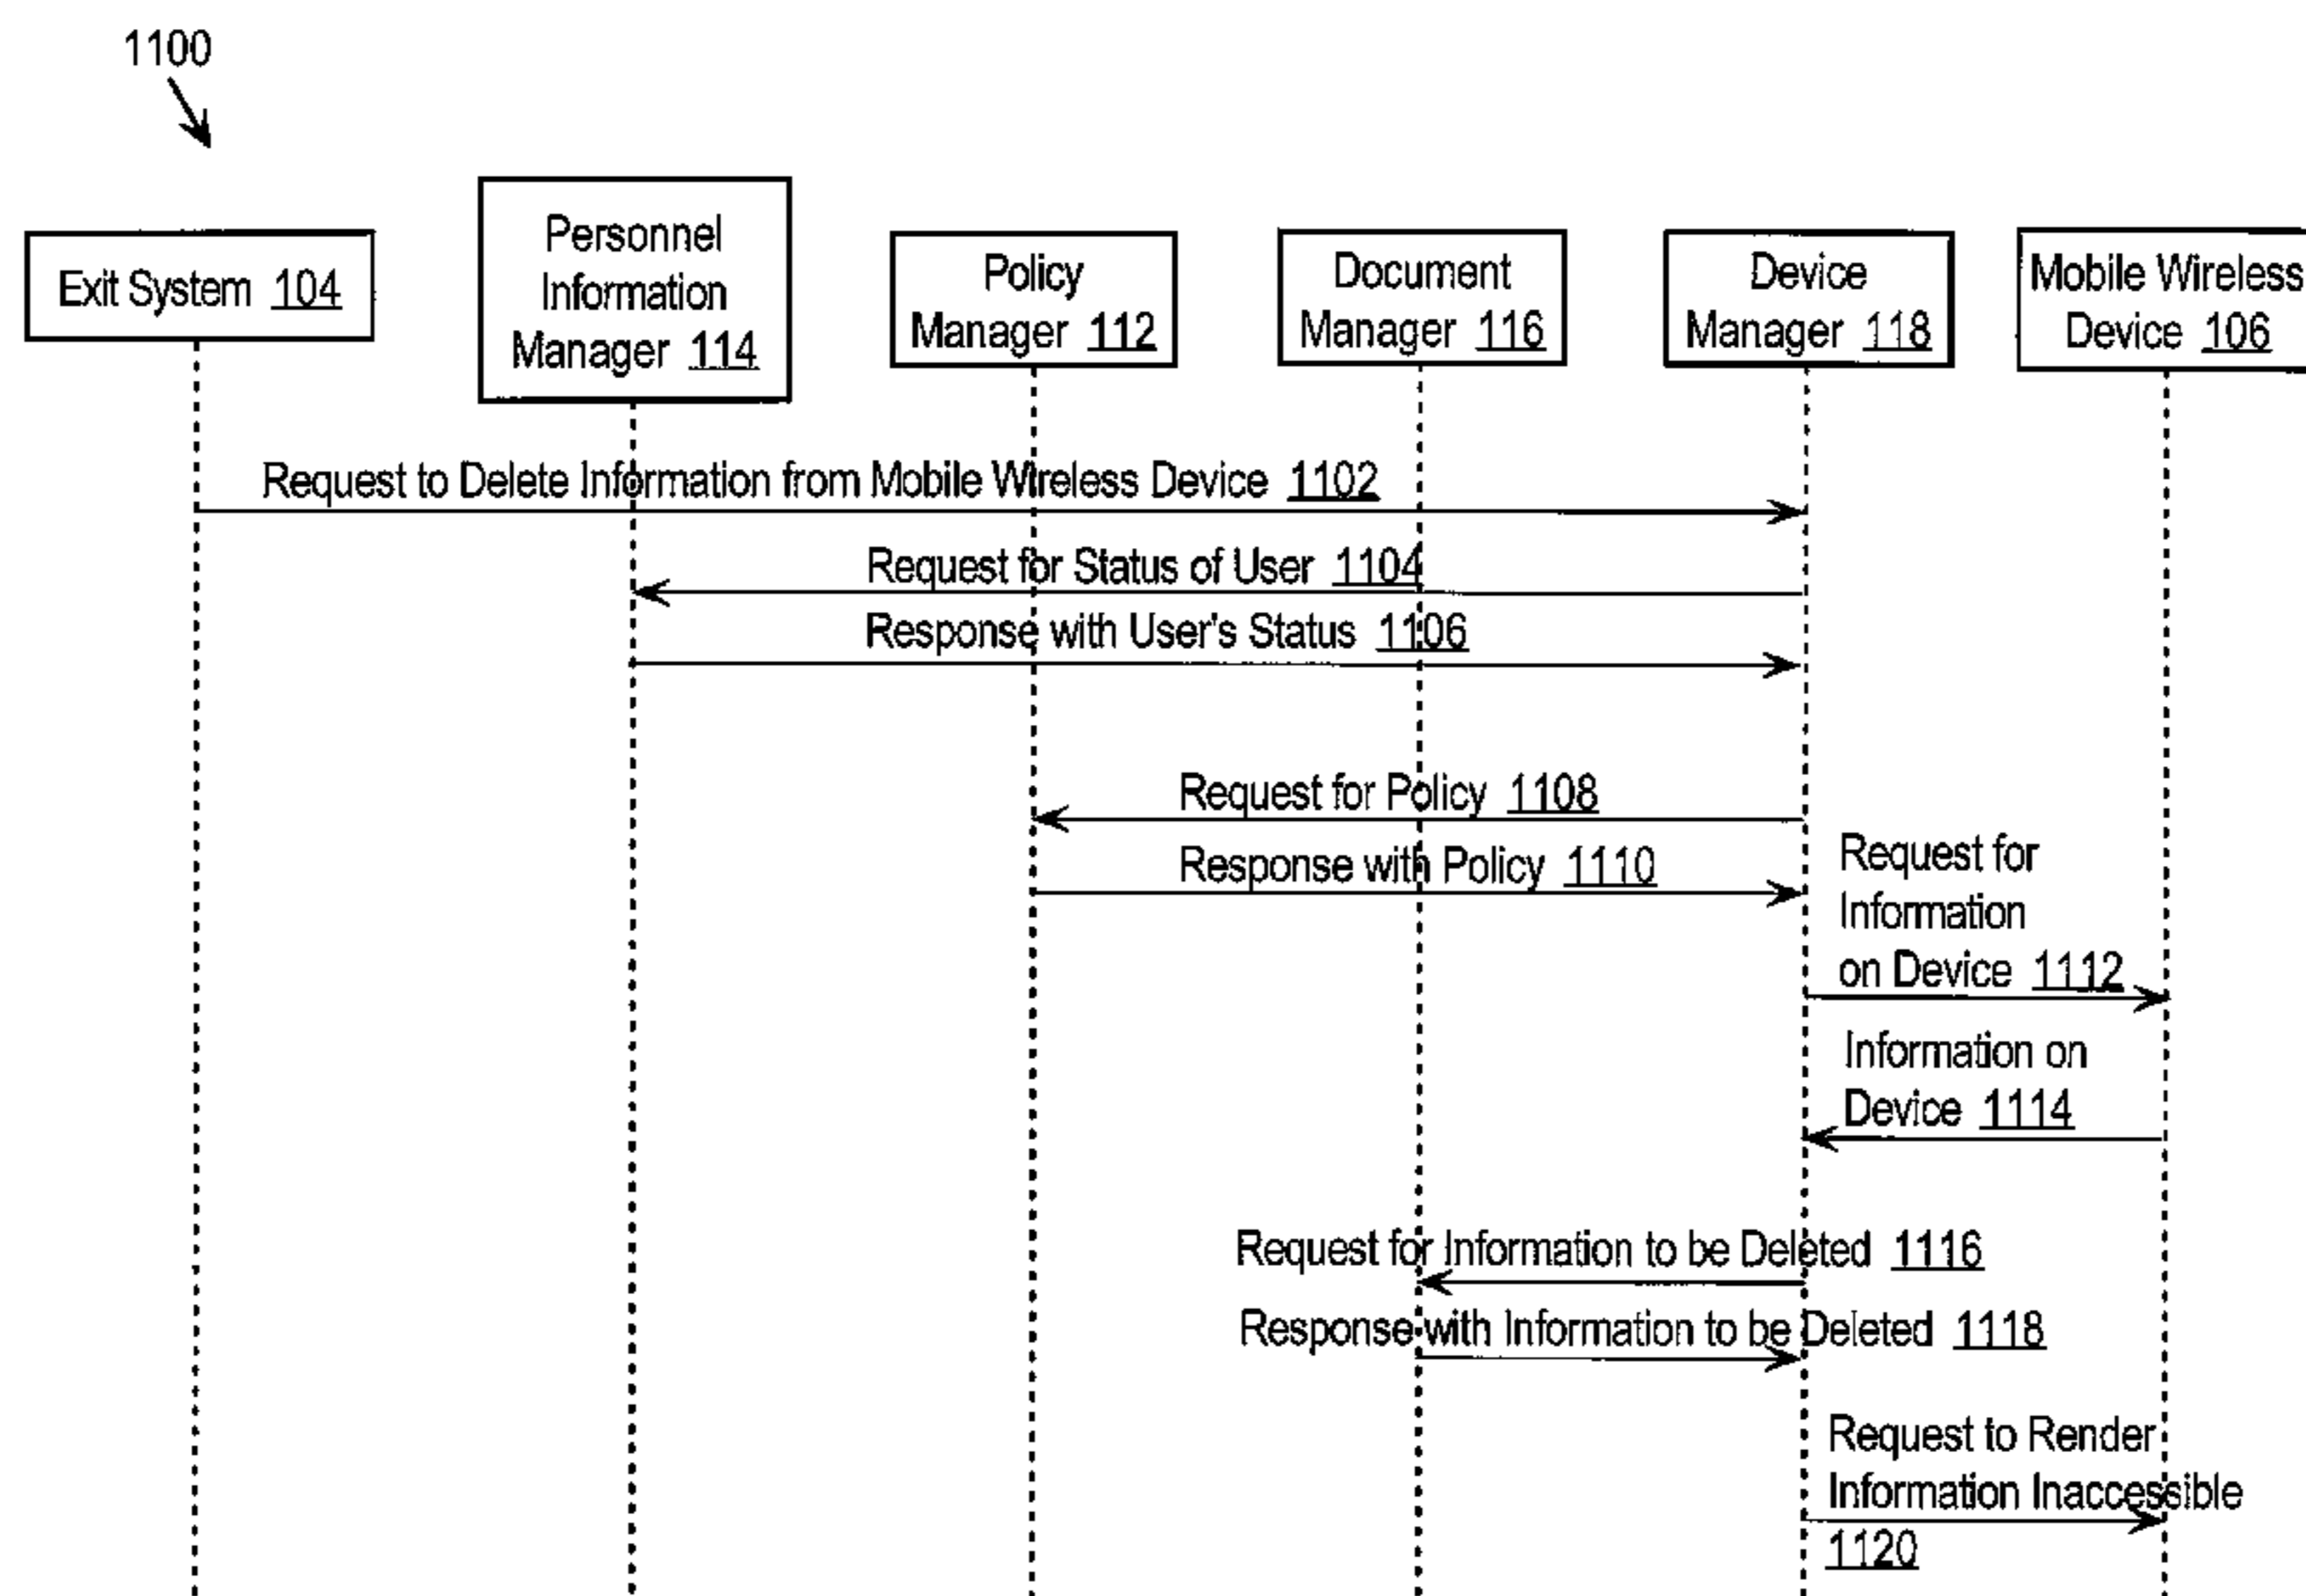 1100
Exit System 104
Personnel
Information
Manager 114
Policy
Manager 112
Document
Manager 116
Device
Manager 118
Mobile Wireless
Device 106
Request to Delete Information from Mobile Wireless Device 1102
Request for Status of User 1104
Response with User's Status 1106
Request for Policy 1108
Response with Policy 1110
Request for
Information
on Device 1112
Information on
Device 1114
Request for Information to be Deleted 1116
Response with Information to be Deleted 1118
Request to Render
Information Inaccessible
1120